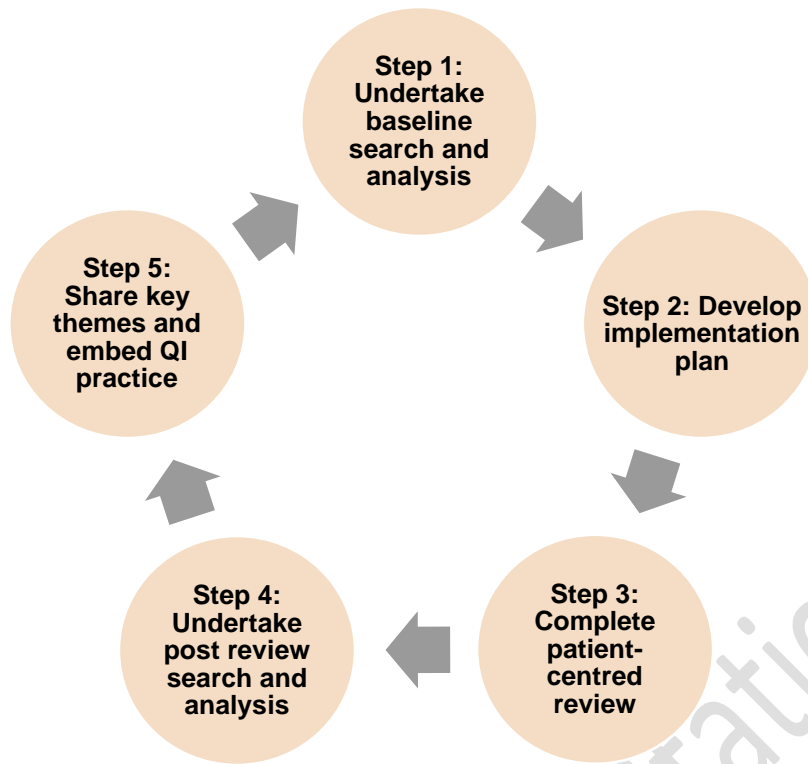 Step 1:
Undertake
baseline
search and
analysis
Step 2: Develop
implementation
plan
Step 3:
Complete
patient-
centred
review
Step 4:
Undertake
post review
search and
analysis
Step 5:
Share key
themes and
embed QI
practice